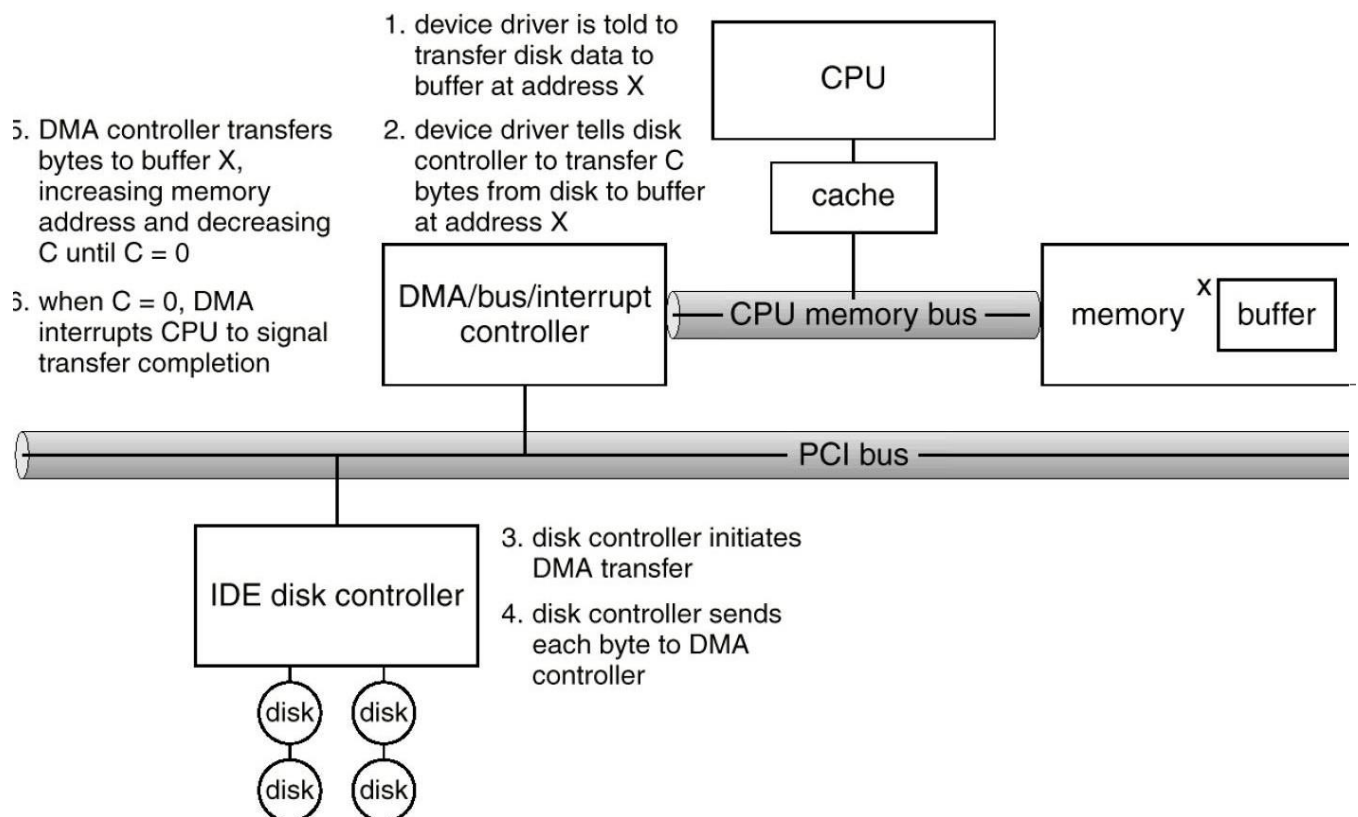 1. device driver is told to
transfer disk data to
buffer at address X
2. device driver tells disk
controller to transfer C
bytes from disk to buffer
at address X
5. DMA controller transfers
bytes to buffer X,
increasing memory
address and decreasing
C until C = 0
6. when C = 0, DMA
interrupts CPU to signal
transfer completion
CPU
cache
DMA/bus/interrupt
controller
CPU memory bus
memory
x
buffer
PCI bus
IDE disk controller
3. disk controller initiates
DMA transfer
4. disk controller sends
each byte to DMA
controller
disk
disk
disk
disk